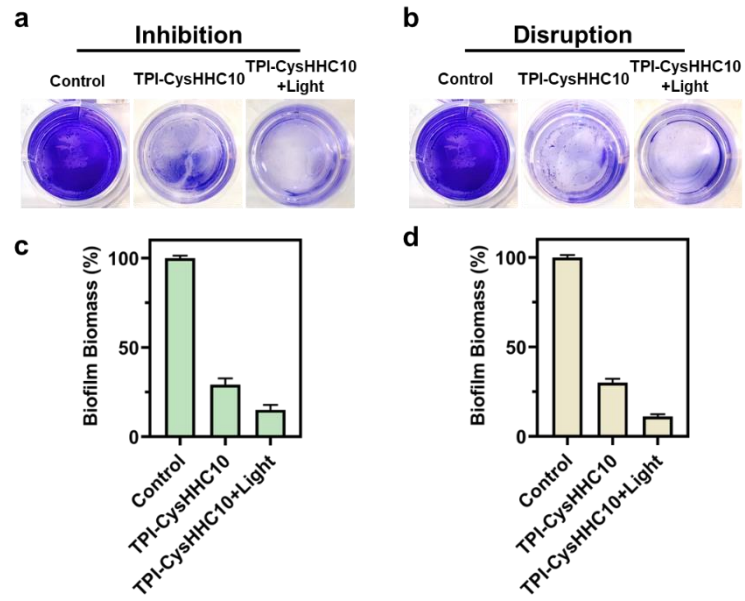 a
Inhibition
Control
TPI-CysHHC10
TPI-CysHHC10
+Light
b
Disruption
Control
TPI-CysHHC10
TPI-CysHHC10
+Light
c
Biofilm Biomass (%)
100
50
0
Control
TPI-CysHHC10
TPI-CysHHC10+Light
d
Biofilm Biomass (%)
100
50
0
Control
TPI-CysHHC10
TPI-CysHHC10+Light